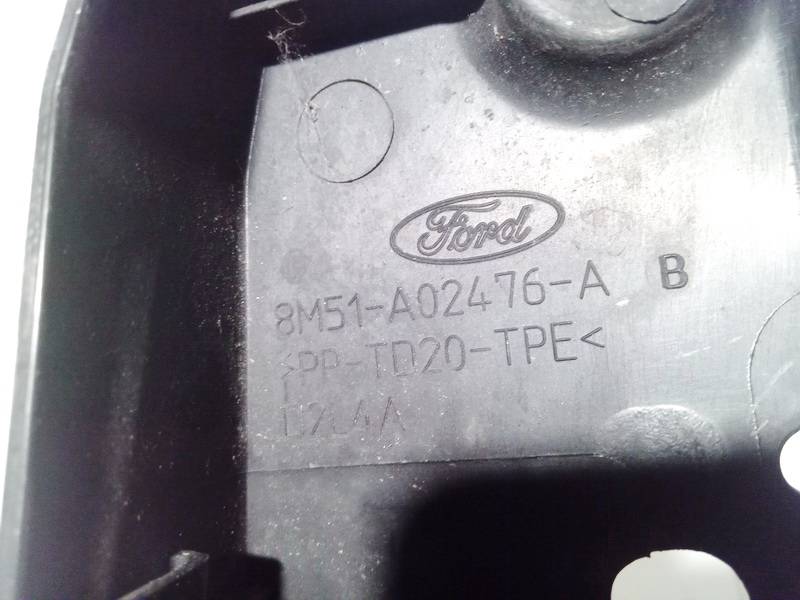 Ford
8M51-A02476-A B
>PP-TD20-TPE<